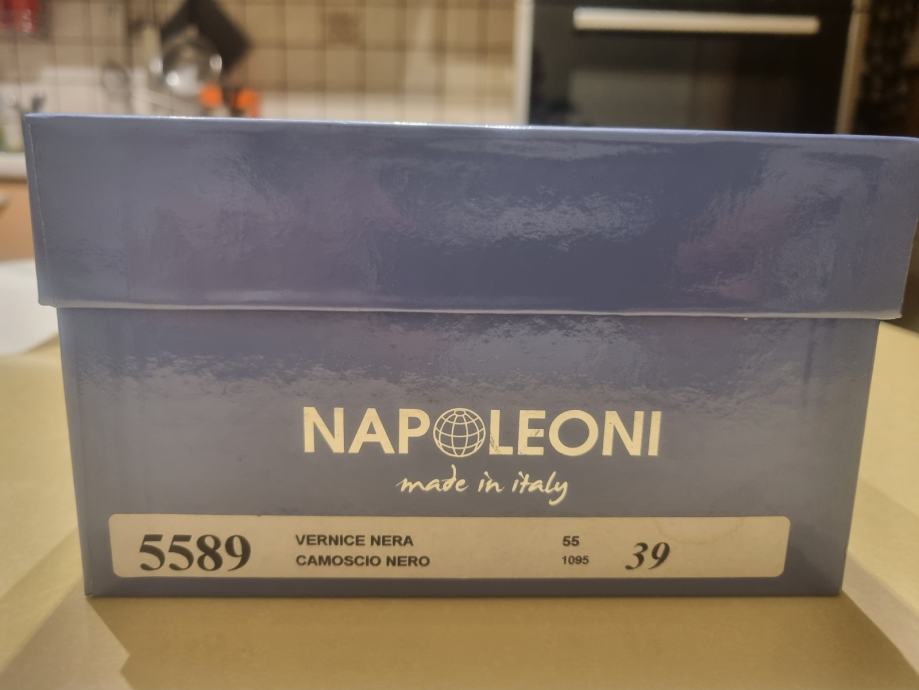 NAPOLEONI
made in italy
5589 VERNICE NERA 55 39
CAMOSCIO NERO 1095